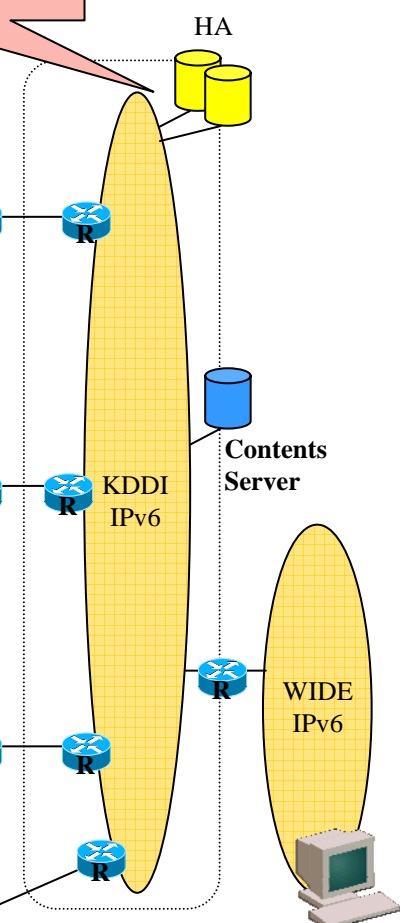 HA
R
Contents
Server
R
KDDI
IPv6
R
WIDE
IPv6
R
R